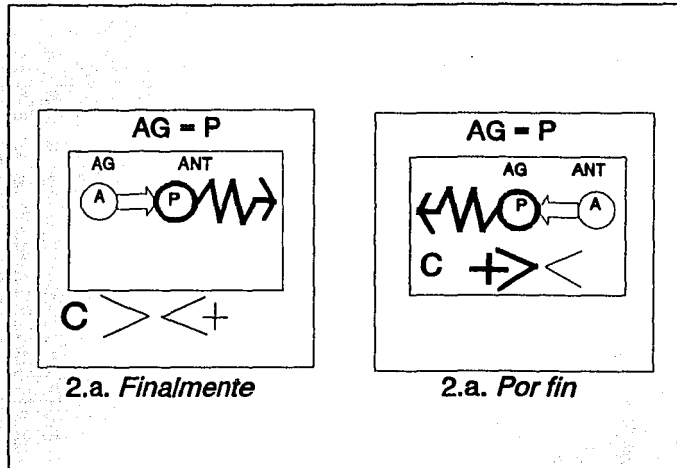 AG = P
AG ANT
A P
C > < +
2.a. Finalmente
AG = P
AG ANT
P A
C + > <
2.a. Por fin